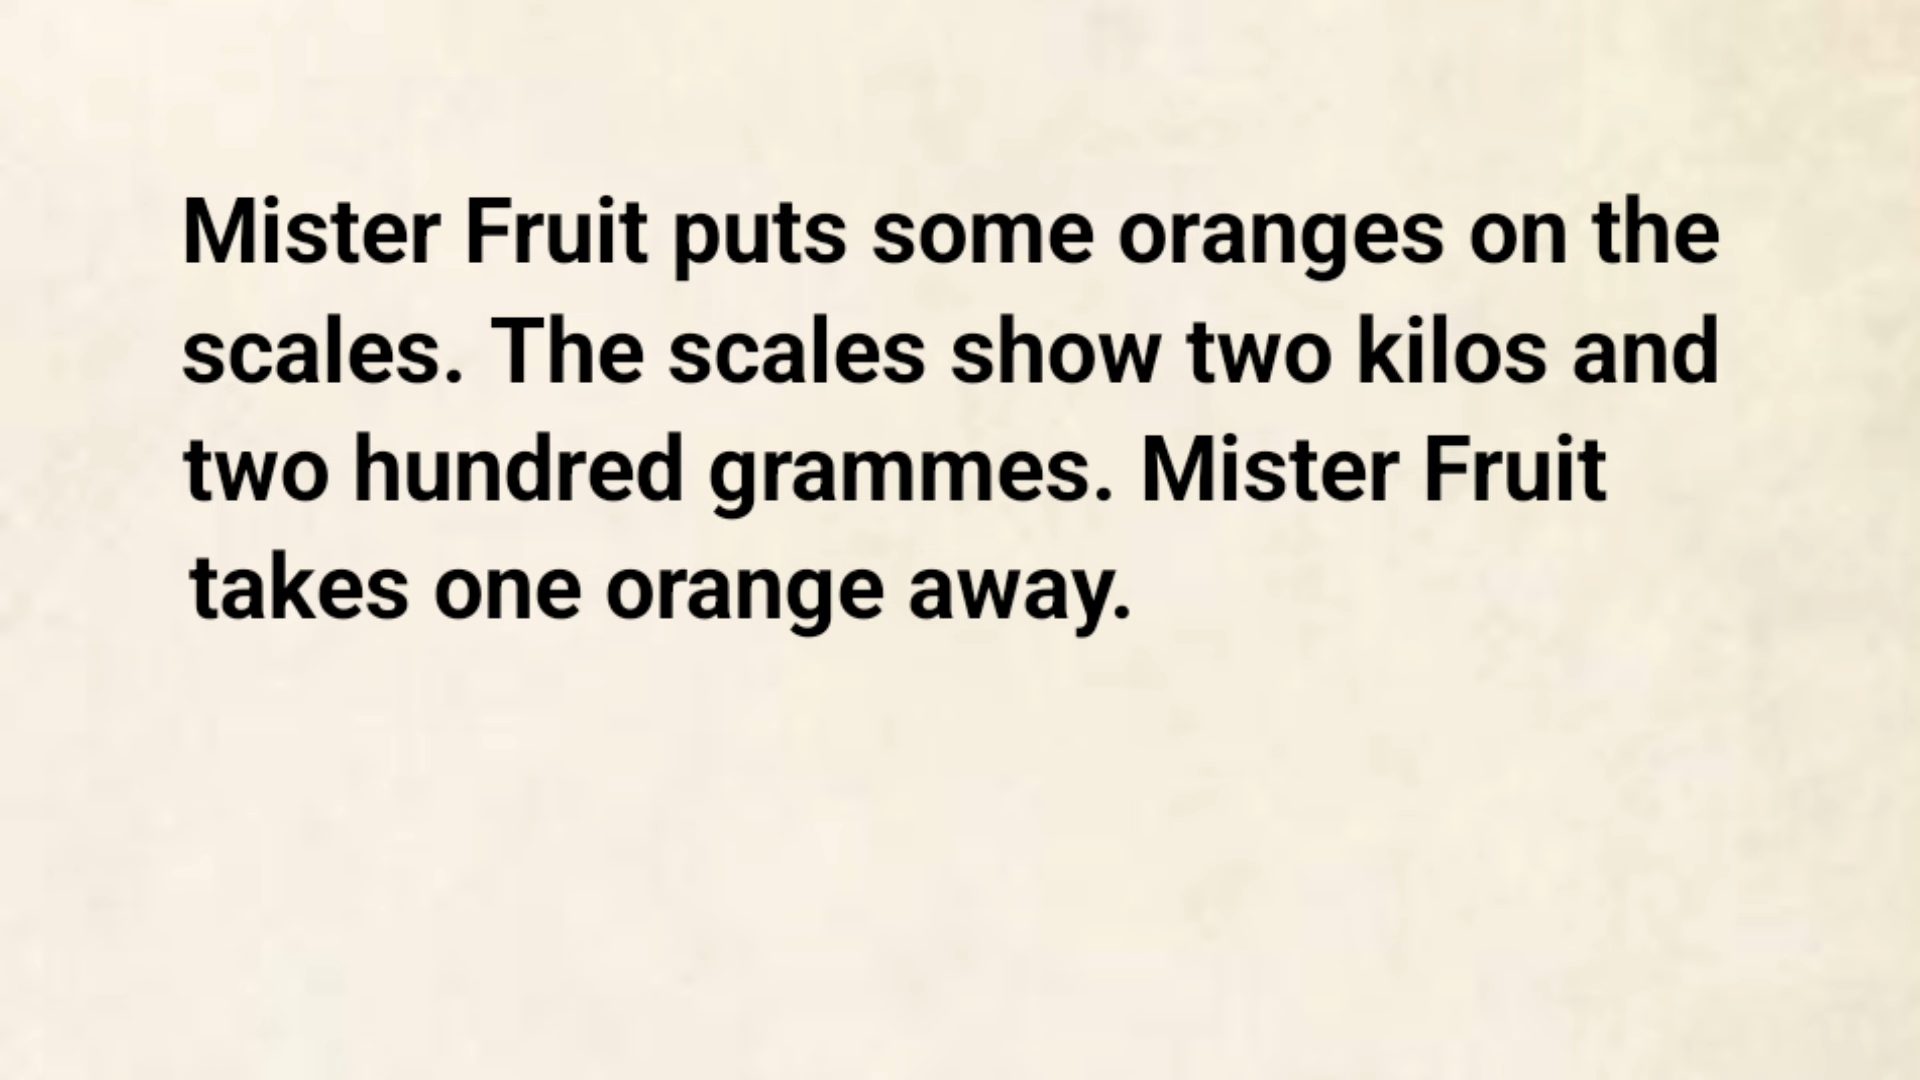 Mister Fruit puts some oranges on the
scales. The scales show two kilos and
two hundred grammes. Mister Fruit
takes one orange away.